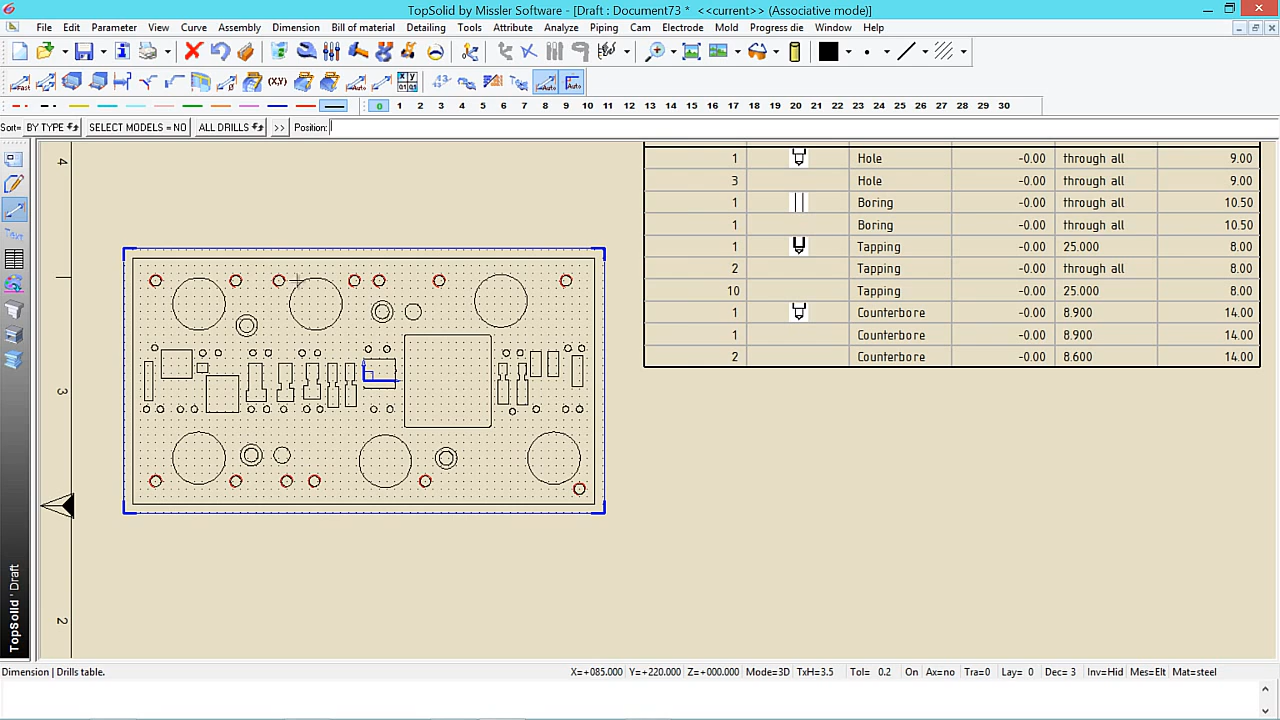 TopSolid by Missler Software - [Draft : Document73 *  <<current>> (Associative mode)]
File Edit Parameter View Curve Assembly Dimension Bill of material Detailing Tools Attribute Analyze Piping Cam Electrode Mold Progress die Window Help
0 1 2 3 4 5 6 7 8 9 10 11 12 13 14 15 16 17 18 19 20 21 22 23 24 25 26 27 28 29 30
Sort= BY TYPE SELECT MODELS = NO ALL DRILLS >> Position:
4
1 Hole -0.00 through all 9.00
3 Hole -0.00 through all 9.00
1 Boring -0.00 through all 10.50
1 Boring -0.00 through all 10.50
1 Tapping -0.00 25.000 8.00
2 Tapping -0.00 through all 8.00
10 Tapping -0.00 25.000 8.00
1 Counterbore -0.00 8.900 14.00
1 Counterbore -0.00 8.900 14.00
2 Counterbore -0.00 8.600 14.00
3
2
TopSolid ' Draft
Dimension | Drills table. X=+085.000 Y=+220.000 Z=+000.000 Mode=3D TxH=3.5 Tol= 0.2 On Ax=no Tra=0 Lay= 0 Dec= 3 Inv=Hid Mes=Elt Mat=steel